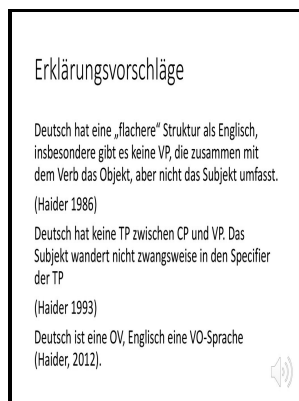 Erklärungsvorschläge
Deutsch hat eine „flachere“ Struktur als Englisch,
insbesondere gibt es keine VP, die zusammen mit
dem Verb das Objekt, aber nicht das Subjekt umfasst.
(Haider 1986)
Deutsch hat keine TP zwischen CP und VP. Das
Subjekt wandert nicht zwangsweise in den Specifier
der TP
(Haider 1993)
Deutsch ist eine OV, Englisch eine VO-Sprache
(Haider, 2012).